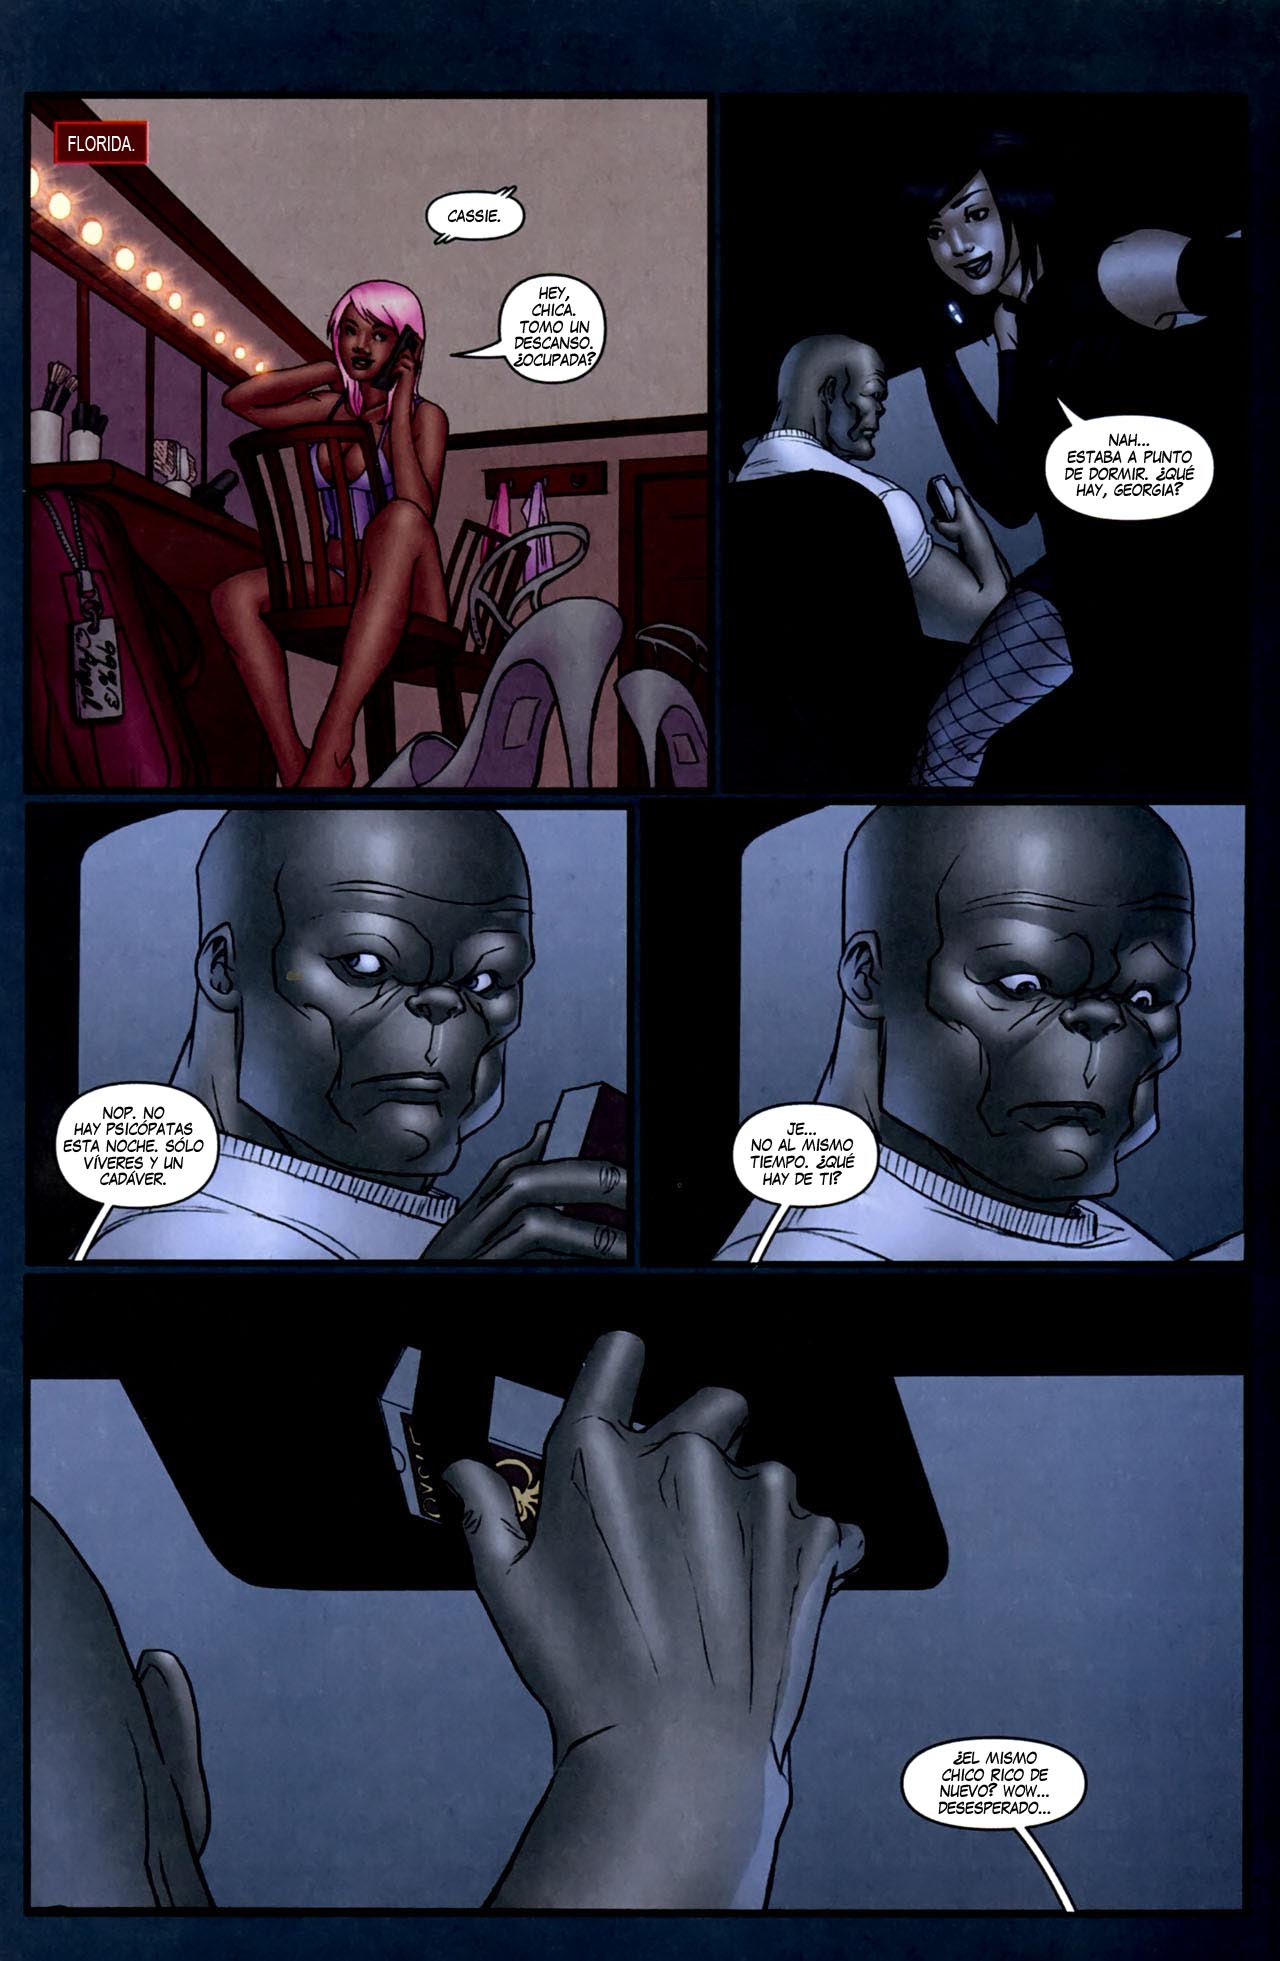 FLORIDA.
CASSIE.
HEY,
CHICA.
TOMO UN
DESCANSO.
¿OCUPADA?
Angel
NAH...
ESTABA A PUNTO
DE DORMIR. ¿QUÉ
HAY, GEORGIA?
NOP. NO
HAY PSICÓPATAS
ESTA NOCHE. SÓLO
VÍVERES Y UN
CADÁVER.
JE...
NO AL MISMO
TIEMPO. ¿QUÉ
HAY DE TI?
¿EL MISMO
CHICO RICO DE
NUEVO? WOW...
DESESPERADO...